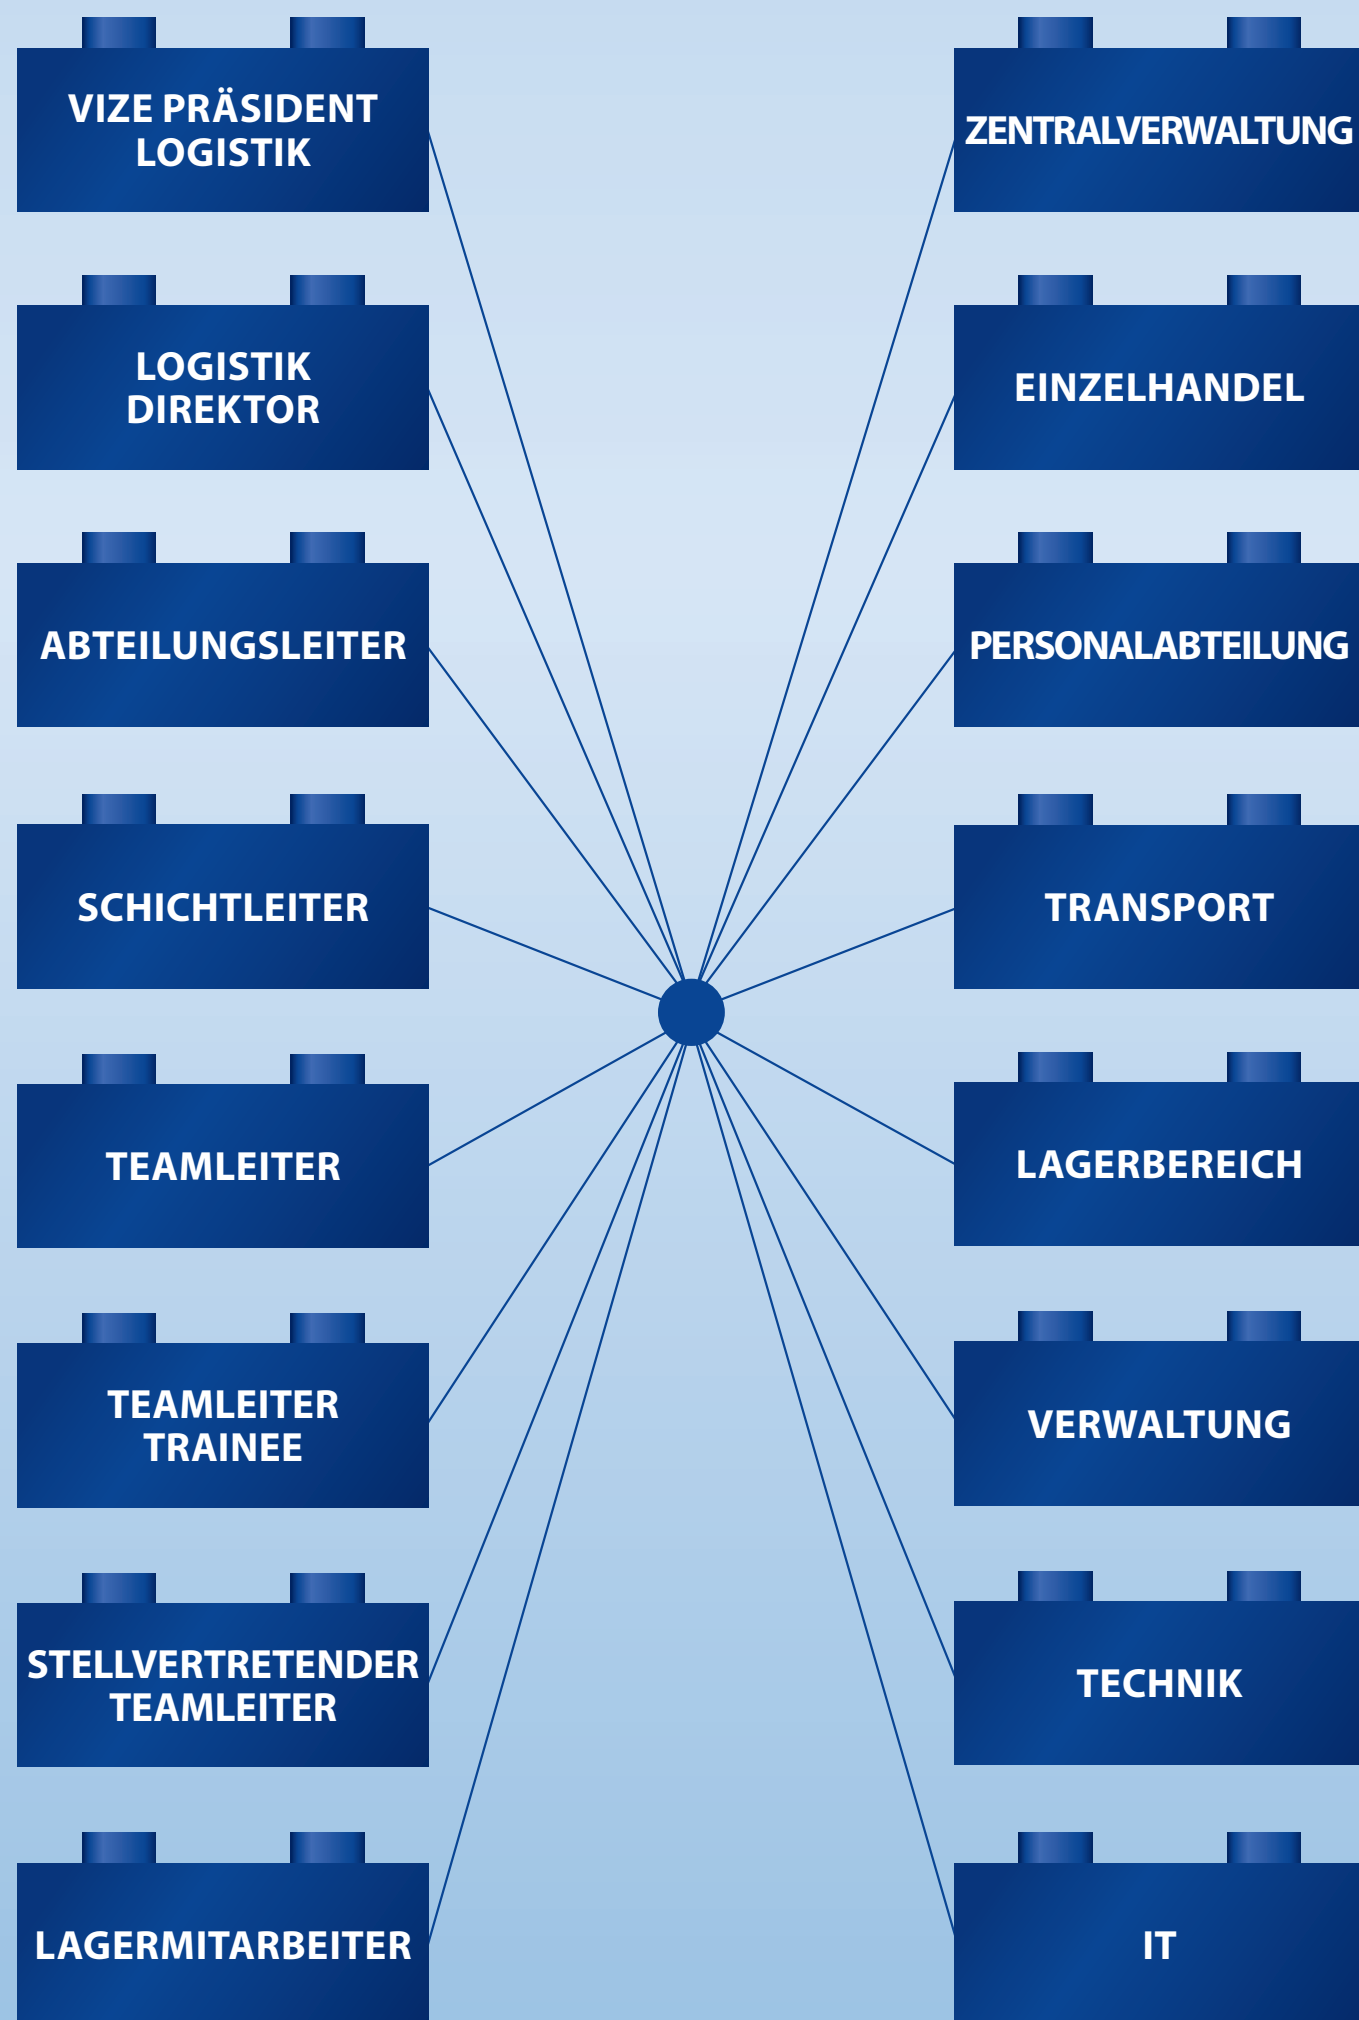 VIZE PRÄSIDENT
LOGISTIK
LOGISTIK
DIREKTOR
ABTEILUNGSLEITER
SCHICHTLEITER
TEAMLEITER
TEAMLEITER
TRAINEE
STELLVERTRETENDER
TEAMLEITER
LAGERMITARBEITER
ZENTRALVERWALTUNG
EINZELHANDEL
PERSONALABTEILUNG
TRANSPORT
LAGERBEREICH
VERWALTUNG
TECHNIK
IT